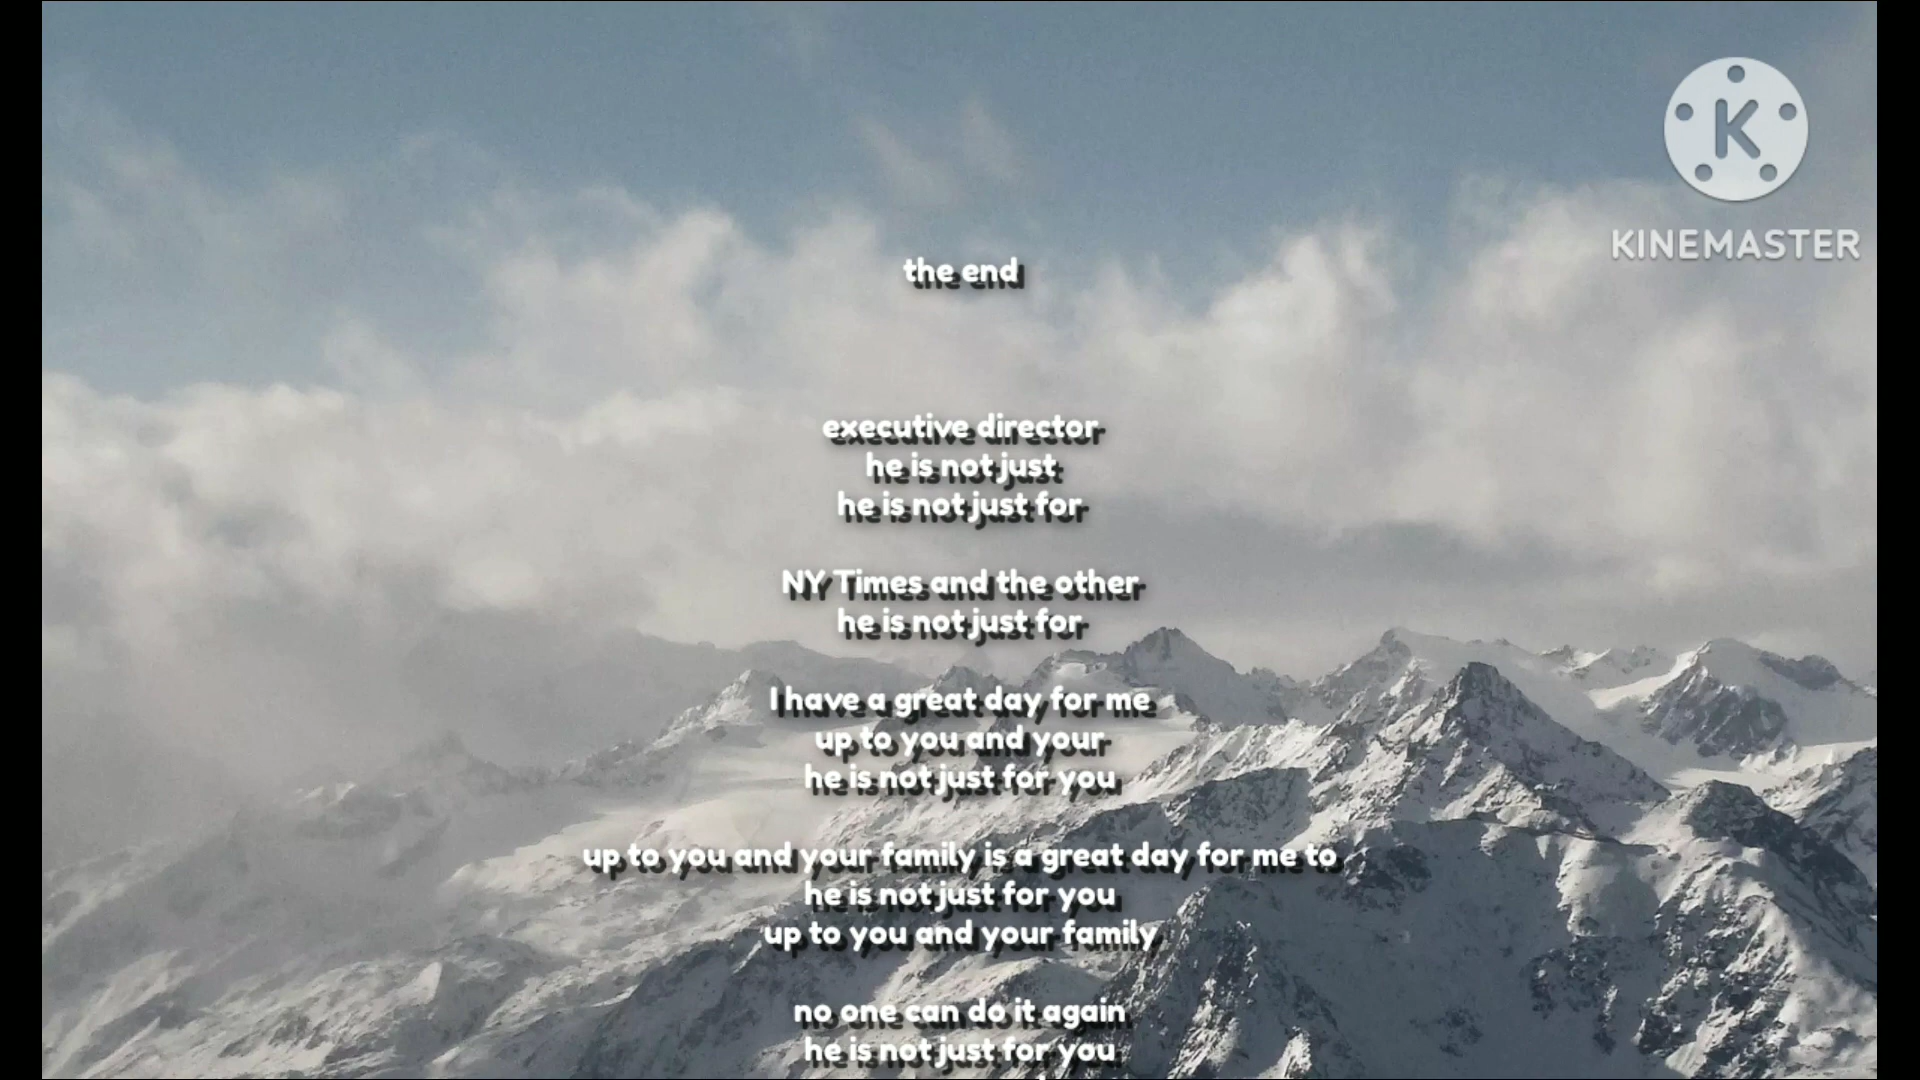 K
KINEMASTER
the end
executive director
he is not just
he is not just for
NY Times and the other
he is not just for
I have a great day for me
up to you and your
he is not just for you
up to you and your family is a great day for me to
he is not just for you
up to you and your family
no one can do it again
he is not just for you